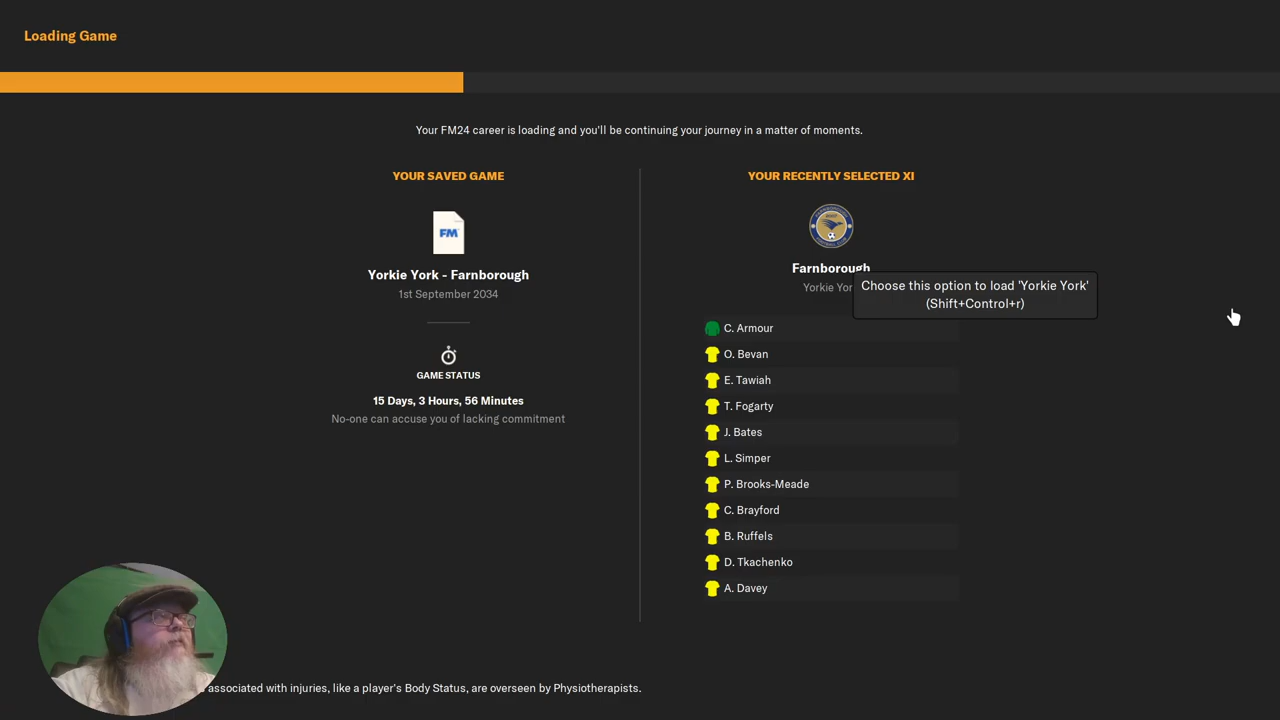 Loading Game
Your FM24 career is loading and you'll be continuing your journey in a matter of moments.
YOUR SAVED GAME
FM
Yorkie York - Farnborough
1st September 2034
GAME STATUS
15 Days, 3 Hours, 56 Minutes
No-one can accuse you of lacking commitment
YOUR RECENTLY SELECTED XI
Farnborough
Yorkie
Choose this option to load 'Yorkie York'
(Shift+Control+r)
C. Armour
O. Bevan
E. Tawiah
T. Fogarty
J. Bates
L. Simper
P. Brooks-Meade
C. Brayford
B. Ruffels
D. Tkachenko
A. Davey
associated with injuries, like a player's Body Status, are overseen by Physiotherapists.